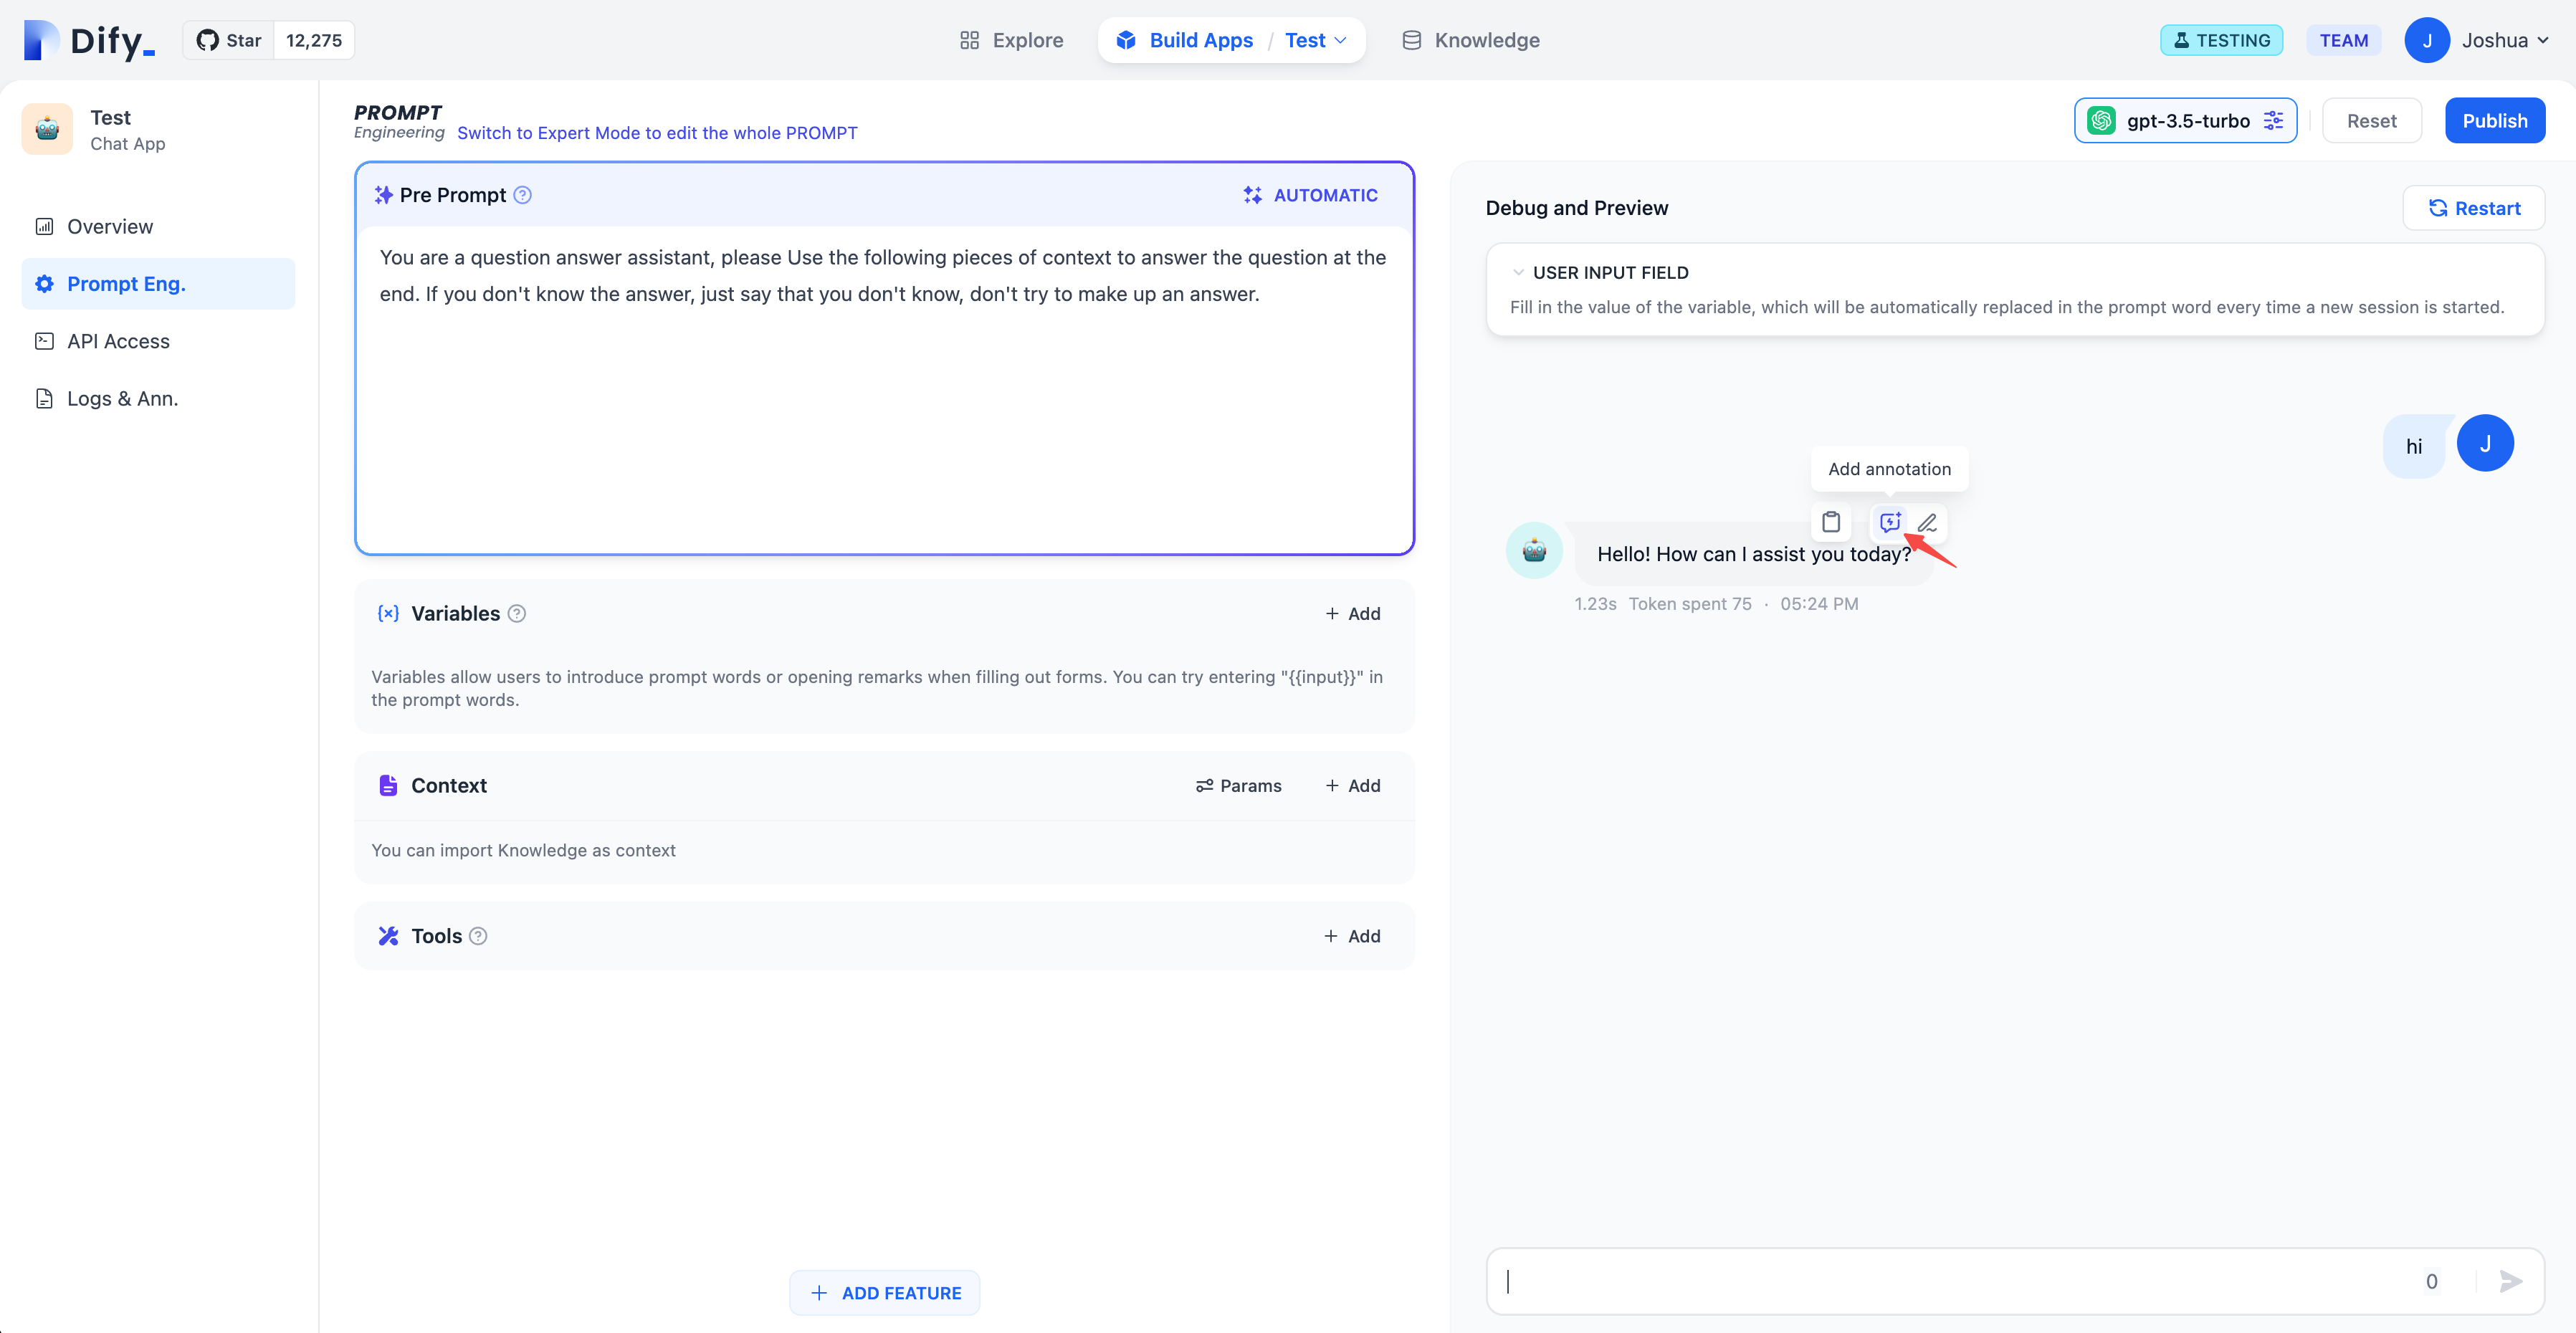 Dify_
Star
12,275
Explore
Build Apps / Test
Knowledge
TESTING
TEAM
J
Joshua
Test
Chat App
Overview
Prompt Eng.
API Access
Logs & Ann.
PROMPT
Engineering
Switch to Expert Mode to edit the whole PROMPT
gpt-3.5-turbo
Reset
Publish
Pre Prompt
AUTOMATIC
You are a question answer assistant, please Use the following pieces of context to answer the question at the
end. If you don't know the answer, just say that you don't know, don't try to make up an answer.
{x} Variables
+ Add
Variables allow users to introduce prompt words or opening remarks when filling out forms. You can try entering "{{input}}" in
the prompt words.
Context
Params
+ Add
You can import Knowledge as context
Tools
+ Add
+ ADD FEATURE
Debug and Preview
Restart
USER INPUT FIELD
Fill in the value of the variable, which will be automatically replaced in the prompt word every time a new session is started.
hi
J
Add annotation
Hello! How can I assist you today?
1.23s Token spent 75 · 05:24 PM
0